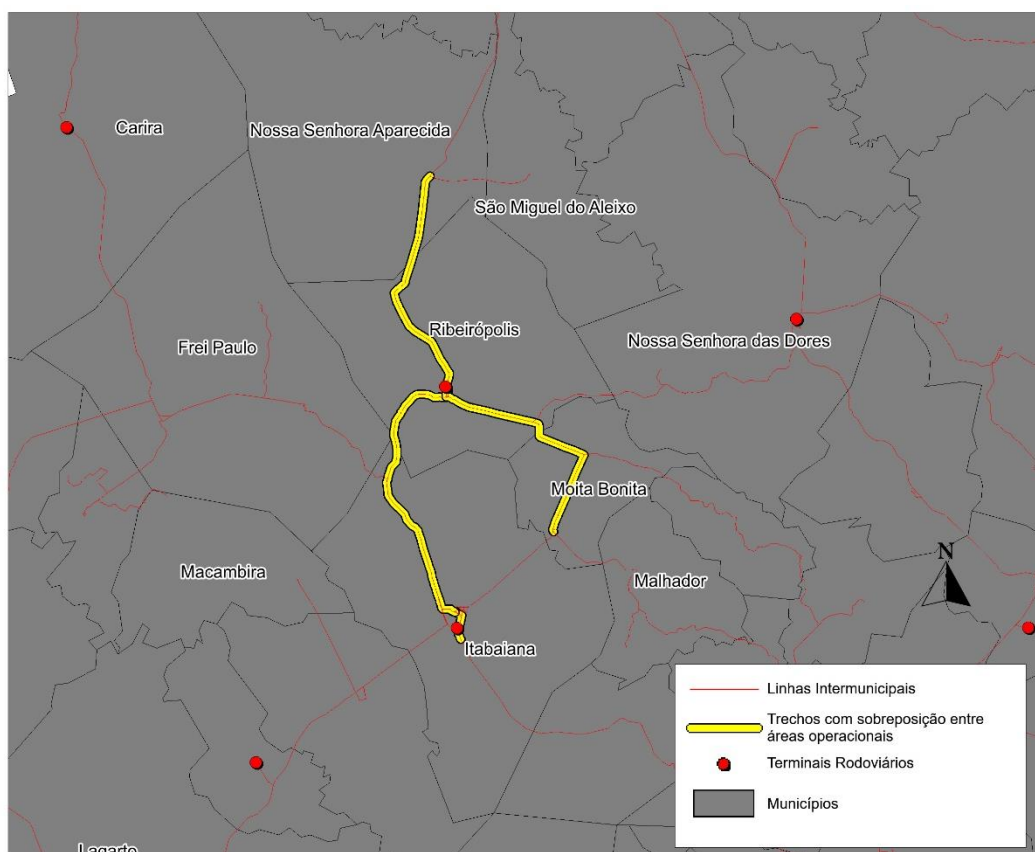 Carira
Nossa Senhora Aparecida
São Miguel do Aleixo
Ribeirópolis
Nossa Senhora das Dores
Frei Paulo
Moita Bonita
Macambira
Malhador
N
Itabaiana
Linhas Intermunicipais
Trechos com sobreposição entre
áreas operacionais
Terminais Rodoviários
Municípios
Lagarto